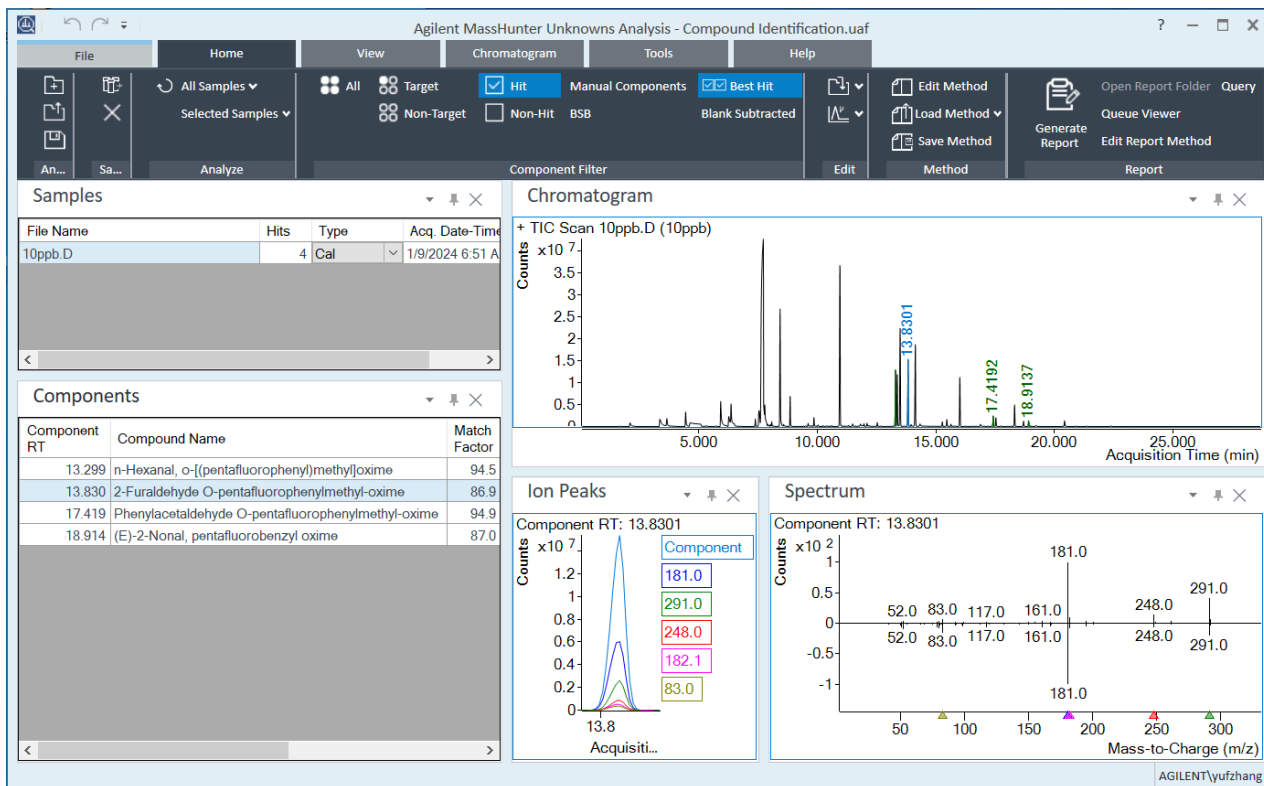 Agilent MassHunter Unknowns Analysis - Compound Identification.uaf
?
File Home View Chromatogram Tools Help
All Samples
Selected Samples
All
Target
Non-Target
Hit
Non-Hit
Manual Components
BSB
Best Hit
Blank Subtracted
Edit Method
Load Method
Save Method
Generate
Report
Open Report Folder
Query
Queue Viewer
Edit Report Method
An... Sa... Analyze Component Filter Edit Method Report
Samples
File Name Hits Type Acq. Date-Time
10ppb.D 4 Cal 1/9/2024 6:51 A
Components
Component
RT
Compound Name
Match
Factor
13.299 n-Hexanal, o-[(pentafluorophenyl)methyl]oxime 94.5
13.830 2-Furaldehyde O-pentafluorophenylmethyl-oxime 86.9
17.419 Phenylacetaldehyde O-pentafluorophenylmethyl-oxime 94.9
18.914 (E)-2-Nonal, pentafluorobenzyl oxime 87.0
Chromatogram
+ TIC Scan 10ppb.D (10ppb)
Counts
x10 7
3.5
3
2.5
2
1.5
1
0.5
0
13.8301
17.4192
18.9137
5.000 10.000 15.000 20.000 25.000
Acquisition Time (min)
Ion Peaks
Component RT: 13.8301
Counts
x10 7
1.2
1
0.8
0.6
0.4
0.2
0
Component
181.0
291.0
248.0
182.1
83.0
13.8
Acquisiti...
Spectrum
Component RT: 13.8301
Counts
x10 2
1
0.5
0
-0.5
-1
181.0
291.0
248.0
52.0 83.0 117.0 161.0
52.0 83.0 117.0 161.0
248.0
291.0
181.0
50 100 150 200 250 300
Mass-to-Charge (m/z)
AGILENT\yufzhang